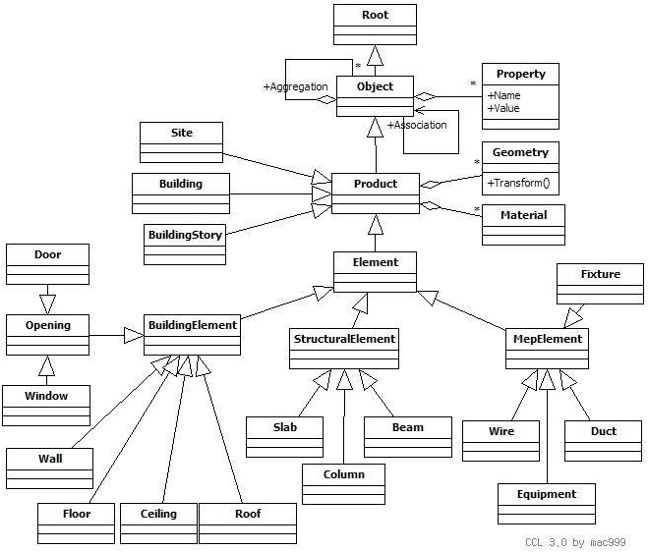 Root
+Aggregation
*
Object
*
Property
+Name
+Value
+Association
Site
*
Geometry
+Transform()
Building
Product
*
Material
BuildingStory
Door
Element
Fixture
Opening
BuildingElement
StructuralElement
MepElement
Window
Slab
Beam
Wire
Duct
Wall
Column
Equipment
Floor
Ceiling
Roof
CCL 3.0 by mac999